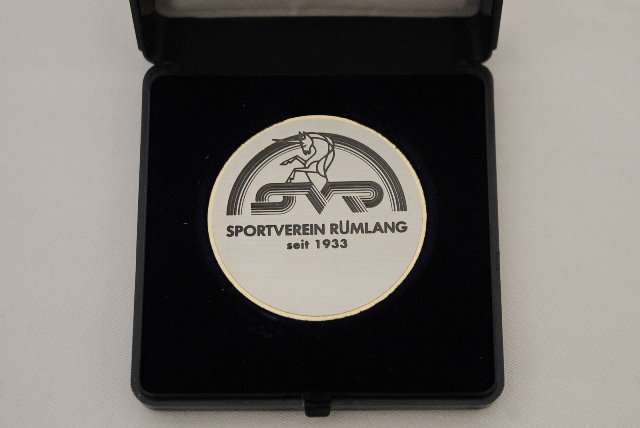 SVR
SPORTVEREIN RÜMLANG
seit 1933